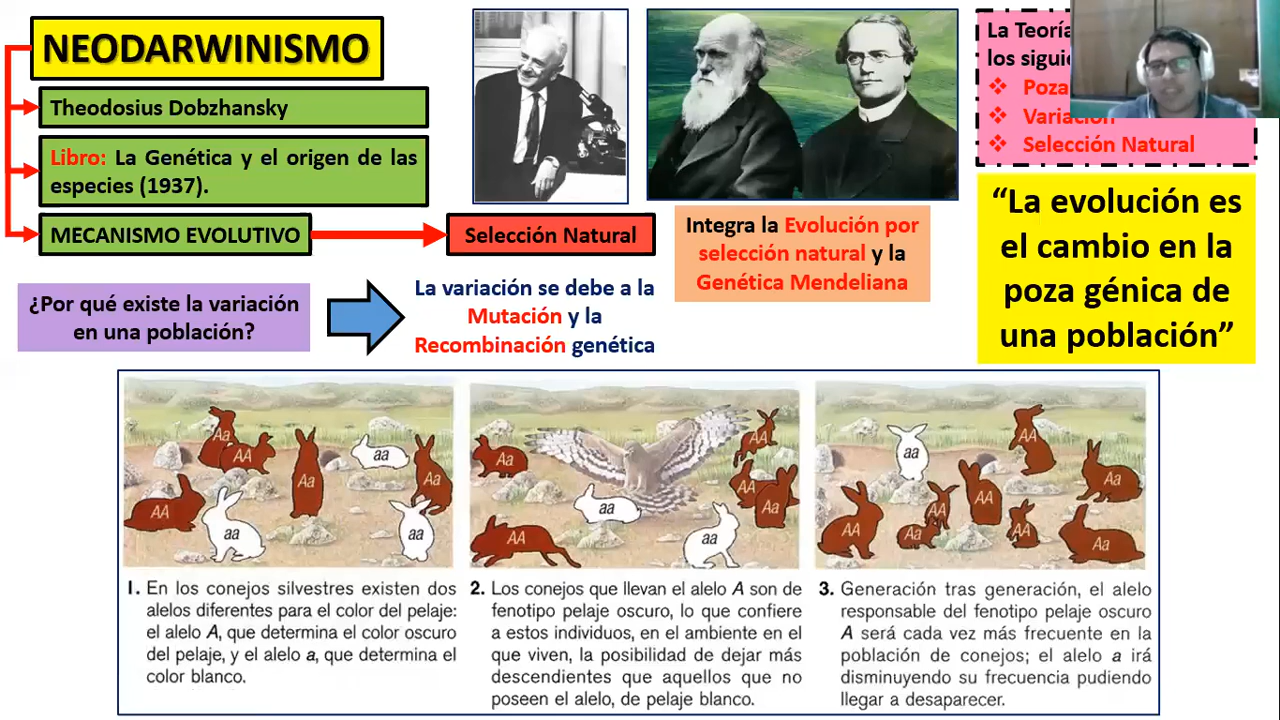 NEODARWINISMO
Theodosius Dobzhansky
Libro: La Genética y el origen de las
especies (1937).
MECANISMO EVOLUTIVO
Selección Natural
Integra la Evolución por
selección natural y la
Genética Mendeliana
La Teoría
los
Variación
Selección Natural
“La evolución es
el cambio en la
poza génica de
una población”
¿Por qué existe la variación
en una población?
La variación se debe a la
Mutación y la
Recombinación genética
Aa
AA
Aa
aa
Aa
AA
aa
aa
Aa
AA
aa
AA
Aa
AA
aa
aa
AA
Aa
AA
AA
AA
Aa
AA
Aa
1. En los conejos silvestres existen dos
alelos diferentes para el color del pelaje:
el alelo A, que determina el color oscuro
del pelaje, y el alelo a, que determina el
color blanco.
2. Los conejos que llevan el alelo A son de
fenotipo pelaje oscuro, lo que confiere
a estos individuos, en el ambiente en el
que viven, la posibilidad de dejar más
descendientes que aquellos que no
poseen el alelo, de pelaje blanco.
3. Generación tras generación, el alelo
responsable del fenotipo pelaje oscuro
A será cada vez más frecuente en la
población de conejos; el alelo a irá
disminuyendo su frecuencia pudiendo
llegar a desaparecer.